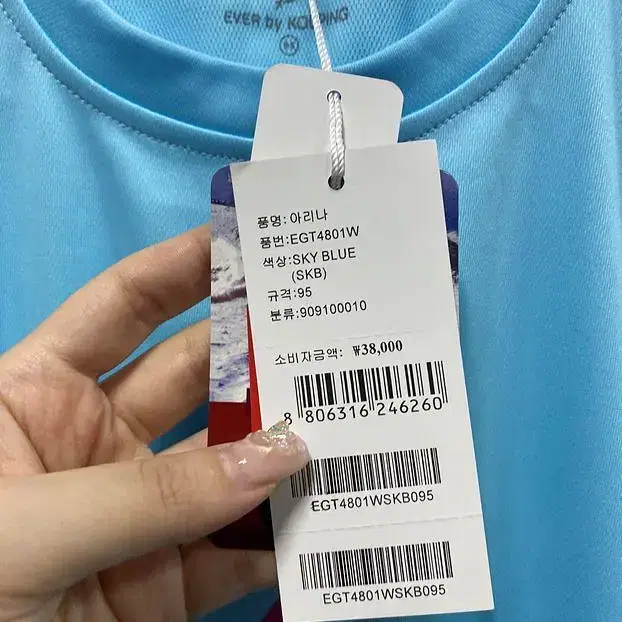 EVER by KOLPING
95
품명:아리나
품번:EGT4801W
색상:SKY BLUE
(SKB)
규격:95
분류:909100010
소비자금액: ₩38,000
8 806316 246260
EGT4801WSKB095
EGT4801WSKB095